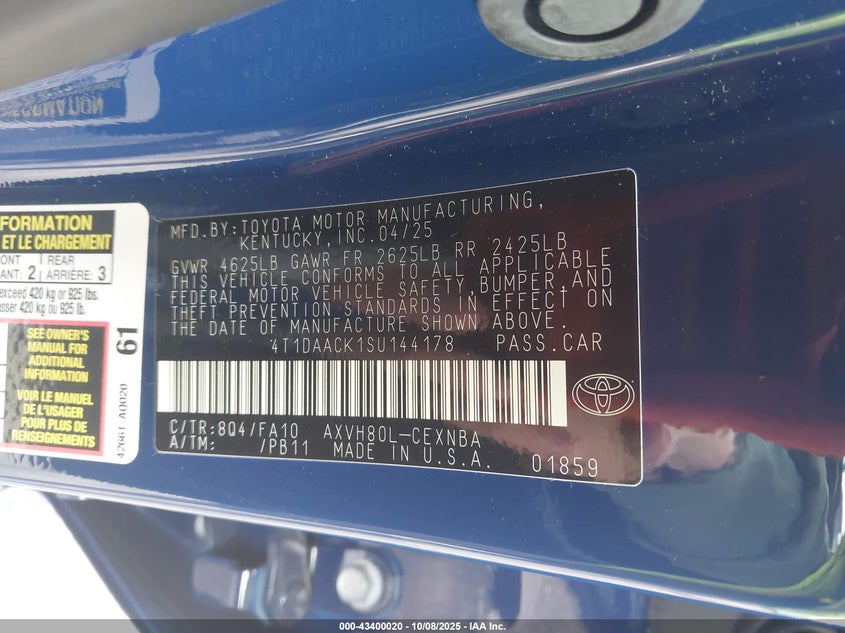 FORMATION
ET LE CHARGEMENT
REAR
2 ARRIÈRE: 3
exceed 420 kg or 925 lbs.
420 kg ou 925 lb.
SEE OWNER'S
MANUAL FOR
ADDITIONAL
INFORMATION
VOIR LE MANUEL
DE L'USAGER
POUR PLUS DE
RENSEIGNEMENTS
61
42661 A0020
MFD.BY:TOYOTA MOTOR MANUFACTURING,
KENTUCKY,INC.04/25
GVWR 4625LB GAWR FR 2625LB RR 2425LB
THIS VEHICLE CONFORMS TO ALL APPLICABLE
FEDERAL MOTOR VEHICLE SAFETY,BUMPER,AND
THEFT PREVENTION STANDARDS IN EFFECT ON
THE DATE OF MANUFACTURE SHOWN ABOVE.
4T1DAACK1SU144178 PASS.CAR
C/TR:8Q4/FA10 AXVH80L-CEXNBA
A/TM: /PB11 MADE IN U.S.A. 01859
000-43400020 - 10/08/2025 - IAA Inc.